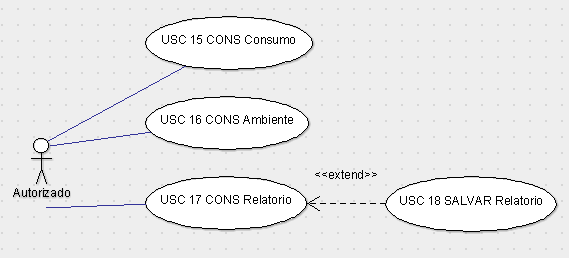 USC 15 CONS Consumo
USC 16 CONS Ambiente
<<extend>>
Autorizado
USC 17 CONS Relatorio
USC 18 SALVAR Relatorio